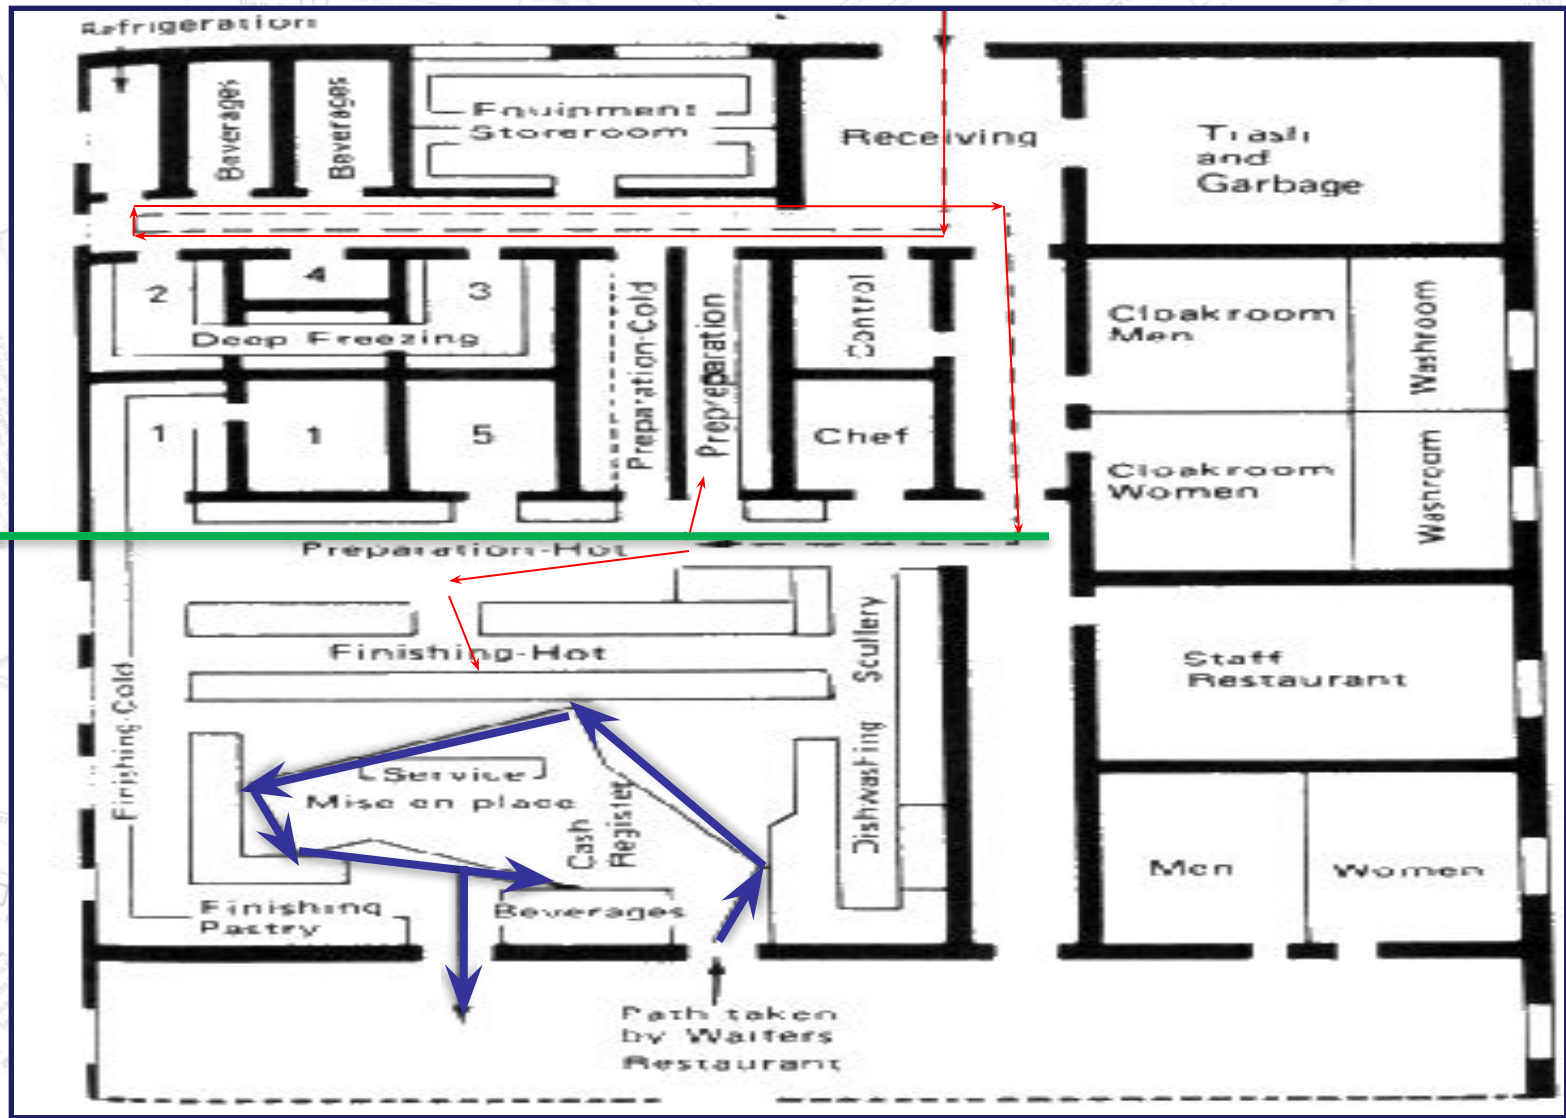 Refrigeration
Beverages
Beverages
Equipment
Storeroom
Receiving
Trash
and
Garbage
2
4
3
Deep Freezing
1
1
5
Preparation-Cold
Prepreparation
Control
Chef
Cloakroom
Men
Washroom
Cloakroom
Women
Washroom
Preparation-Hot
Finishing-Hot
Finishing-Cold
Scullery
Dishwashing
Staff
Restaurant
Service
Mise en place
Cash
Register
Men
Women
Finishing
Pastry
Beverages
Path taken
by Waiters
Restaurant